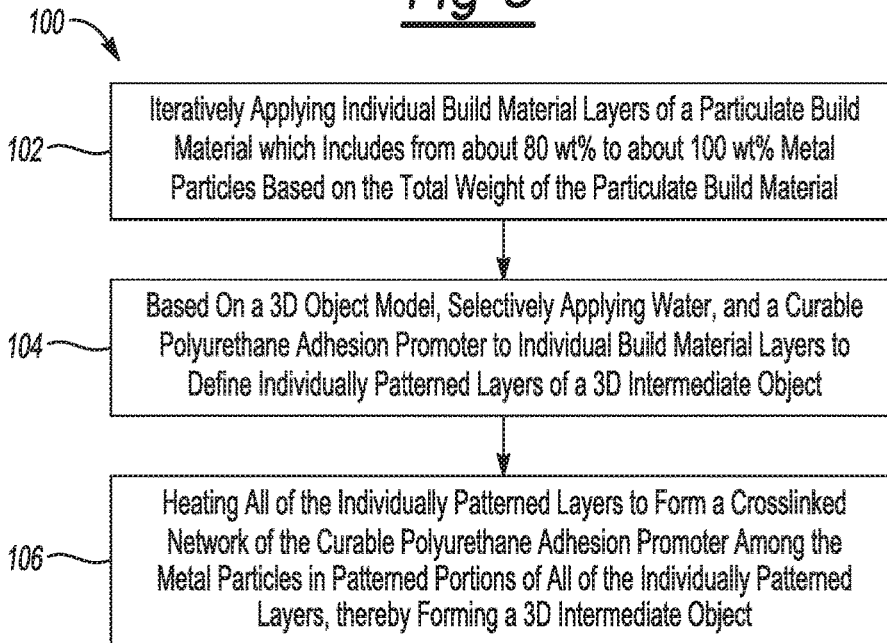 Fig
100
Iteratively Applying Individual Build Material Layers of a Particulate Build
102
Material which Includes from about 80 wt% to about 100 wt% Metal
Particles Based on the Total Weight of the Particulate Build Material
Based On a 3D Object Model, Selectively Applying Water, and a Curable
104
Polyurethane Adhesion Promoter to Individual Build Material Layers to
Define Individually Patterned Layers of a 3D Intermediate Object
Heating All of the Individually Patterned Layers to Form a Crosslinked
106
Network of the Curable Polyurethane Adhesion Promoter Among the
Metal Particles in Patterned Portions of All of the Individually Patterned
Layers, thereby Forming a 3D Intermediate Object